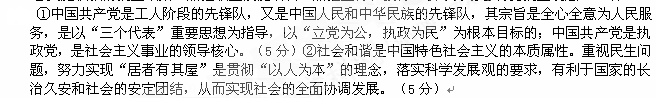 ①中国共产党是工人阶段的先锋队，又是中国人民和中华民族的先锋队，其宗旨是全心全意为人民服
务，是以“三个代表”重要思想为指导，以“立党为公，执政为民”为根本目标的；中国共产党是执
政党，是社会主义事业的领导核心。（5分）②社会和谐是中国特色社会主义的本质属性。重视民生问
题，努力实现“居者有其屋”是贯彻“以人为本”的理念，落实科学发展观的要求，有利于国家的长
治久安和社会的安定团结，从而实现社会的全面协调发展。（5分）